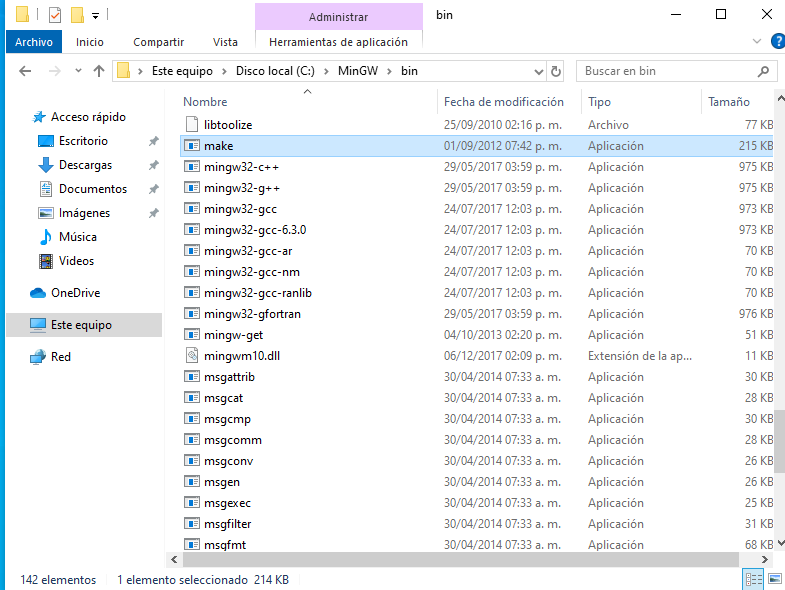 Administrar
bin
Archivo Inicio Compartir Vista Herramientas de aplicación
Este equipo Disco local (C:) MinGW bin
Buscar en bin
Acceso rápido
Escritorio
Descargas
Documentos
Imágenes
Música
Videos
OneDrive
Este equipo
Red
Nombre Fecha de modificación Tipo Tamaño
libtoolize 25/09/2010 02:16 p. m. Archivo 77 KB
make 01/09/2012 07:42 p. m. Aplicación 215 KB
mingw32-c++ 29/05/2017 03:59 p. m. Aplicación 975 KB
mingw32-g++ 29/05/2017 03:59 p. m. Aplicación 975 KB
mingw32-gcc 24/07/2017 12:03 p. m. Aplicación 973 KB
mingw32-gcc-6.3.0 24/07/2017 12:03 p. m. Aplicación 973 KB
mingw32-gcc-ar 24/07/2017 12:03 p. m. Aplicación 70 KB
mingw32-gcc-nm 24/07/2017 12:03 p. m. Aplicación 70 KB
mingw32-gcc-ranlib 24/07/2017 12:03 p. m. Aplicación 70 KB
mingw32-gfortran 29/05/2017 03:59 p. m. Aplicación 976 KB
mingw-get 04/10/2013 02:20 p. m. Aplicación 51 KB
mingwm10.dll 06/12/2017 02:09 p. m. Extensión de la ap... 11 KB
msgattrib 30/04/2014 07:33 a. m. Aplicación 30 KB
msgcat 30/04/2014 07:33 a. m. Aplicación 28 KB
msgcmp 30/04/2014 07:33 a. m. Aplicación 30 KB
msgcomm 30/04/2014 07:33 a. m. Aplicación 28 KB
msgconv 30/04/2014 07:33 a. m. Aplicación 26 KB
msgen 30/04/2014 07:33 a. m. Aplicación 26 KB
msgexec 30/04/2014 07:33 a. m. Aplicación 25 KB
msgfilter 30/04/2014 07:33 a. m. Aplicación 31 KB
msgfmt 30/04/2014 07:33 a. m. Aplicación 68 KB
142 elementos 1 elemento seleccionado 214 KB